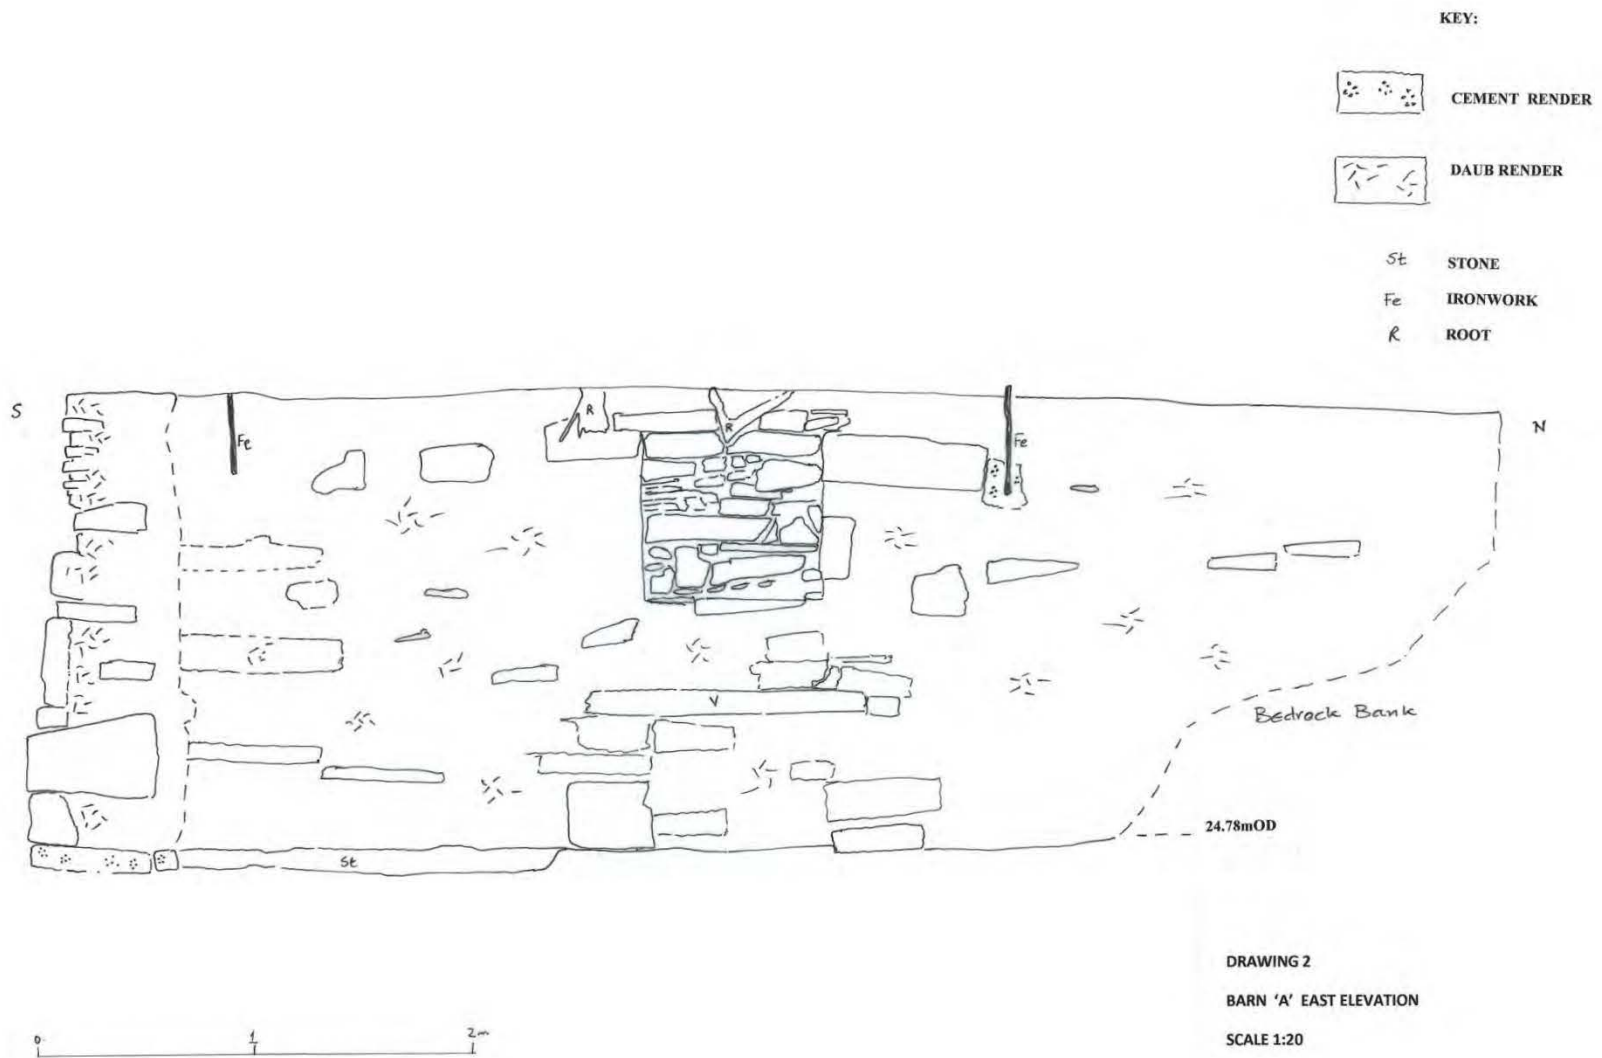 KEY:
CEMENT RENDER
DAUB RENDER
St STONE
Fe IRONWORK
R ROOT
S
R
R
Fe
Fe
N
V
Bedrock Bank
24.78mOD
St
DRAWING 2
BARN 'A' EAST ELEVATION
SCALE 1:20
0 1 2m